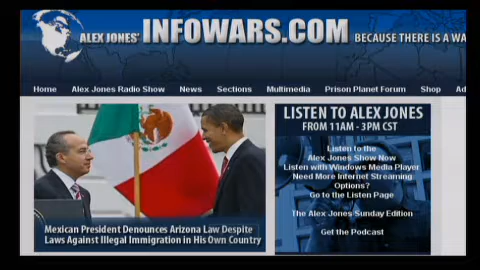 ALEX JONES' INFOWARS.COM BECAUSE THERE IS A WA
Home Alex Jones Radio Show News Sections Multimedia Prison Planet Forum Shop Ad
LISTEN TO ALEX JONES
FROM 11AM - 3PM CST
Listen to the
Alex Jones Show Now
Listen with Windows Media Player
Need More Internet Streaming
Options?
Go to the Listen Page
The Alex Jones Sunday Edition
Get the Podcast
Mexican President Denounces Arizona Law Despite
Laws Against Illegal Immigration in His Own Country